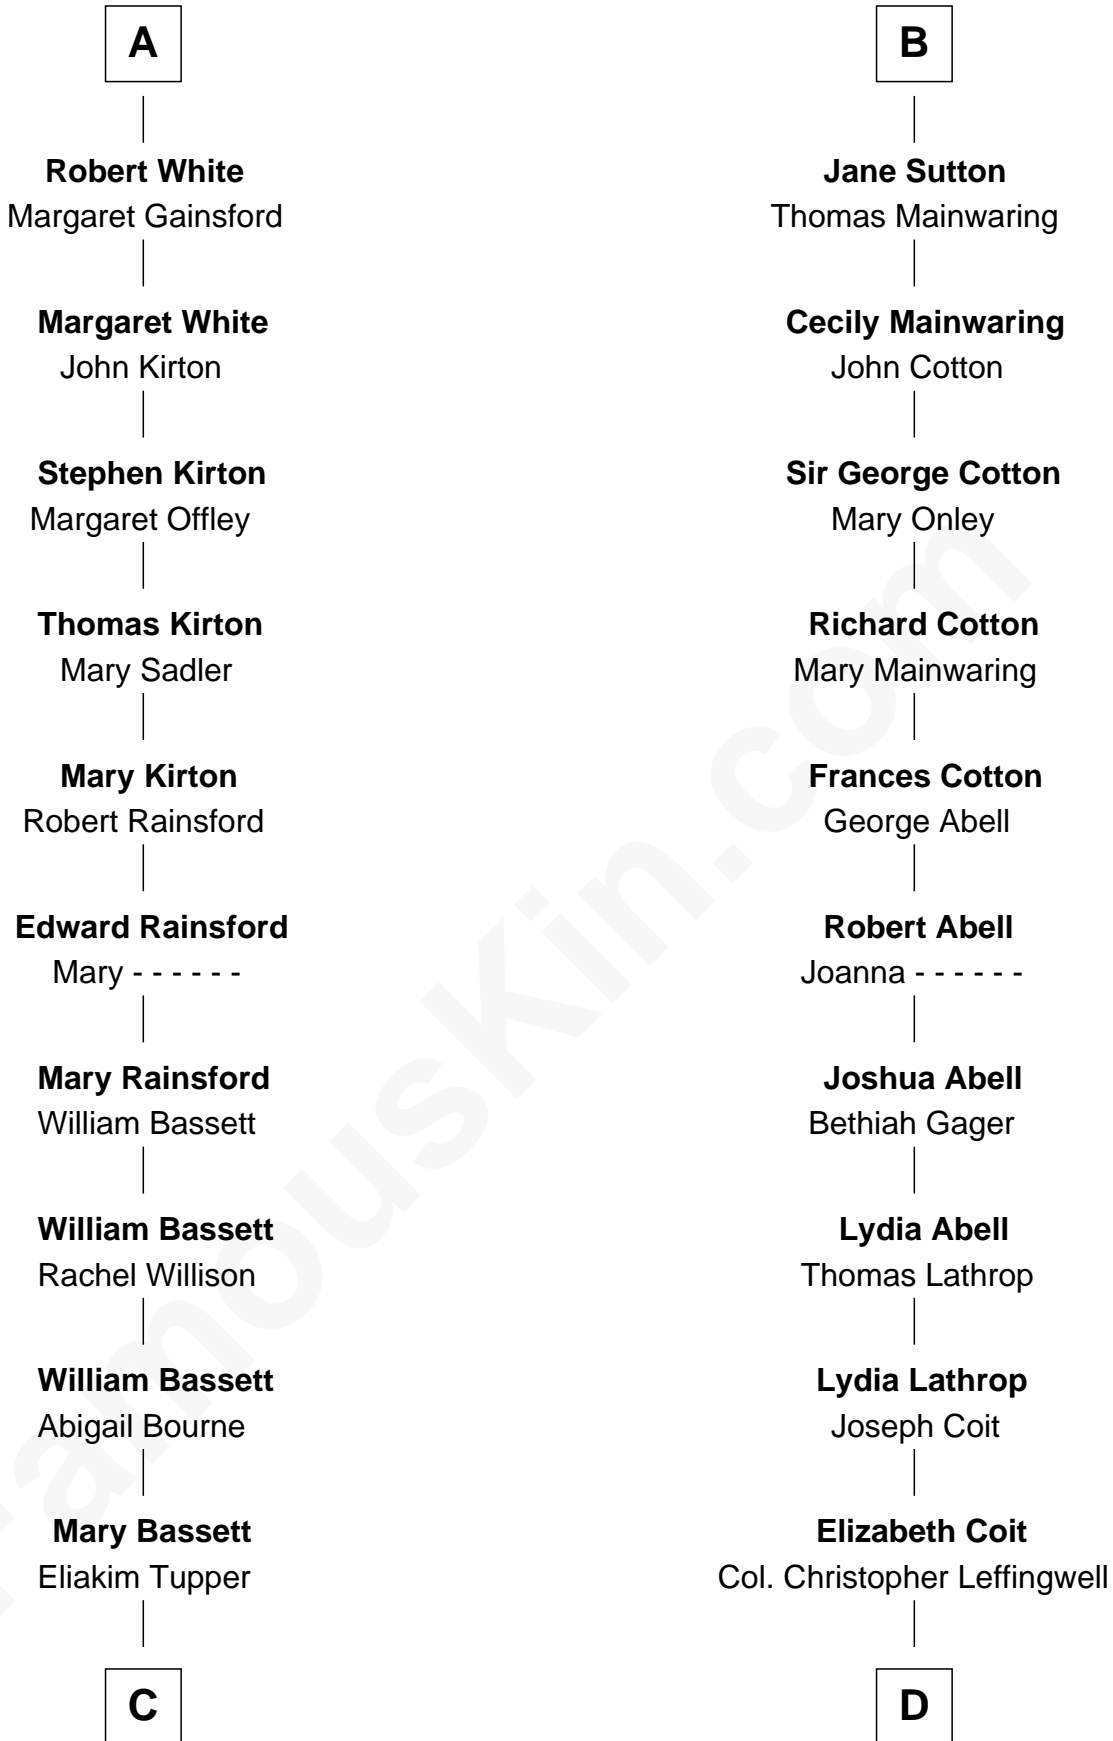 A
Robert White
Margaret Gainsford
Margaret White
John Kirton
Stephen Kirton
Margaret Offley
Thomas Kirton
Mary Sadler
Mary Kirton
Robert Rainsford
Edward Rainsford
Mary - - - - - -
Mary Rainsford
William Bassett
William Bassett
Rachel Willison
William Bassett
Abigail Bourne
Mary Bassett
Eliakim Tupper
C
B
Jane Sutton
Thomas Mainwaring
Cecily Mainwaring
John Cotton
Sir George Cotton
Mary Onley
Richard Cotton
Mary Mainwaring
Frances Cotton
George Abell
Robert Abell
Joanna - - - - - -
Joshua Abell
Bethiah Gager
Lydia Abell
Thomas Lathrop
Lydia Lathrop
Joseph Coit
Elizabeth Coit
Col. Christopher Leffingwell
D
FamousKin.com